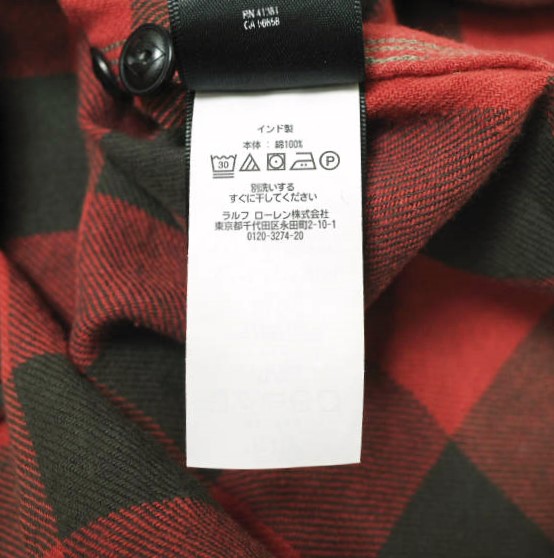 RN 41381
CA 16658
インド製
本体 : 綿100%
30 P
別洗いする
すぐに干してください
ラルフ ローレン株式会社
東京都千代田区永田町2-10-1
0120-3274-20